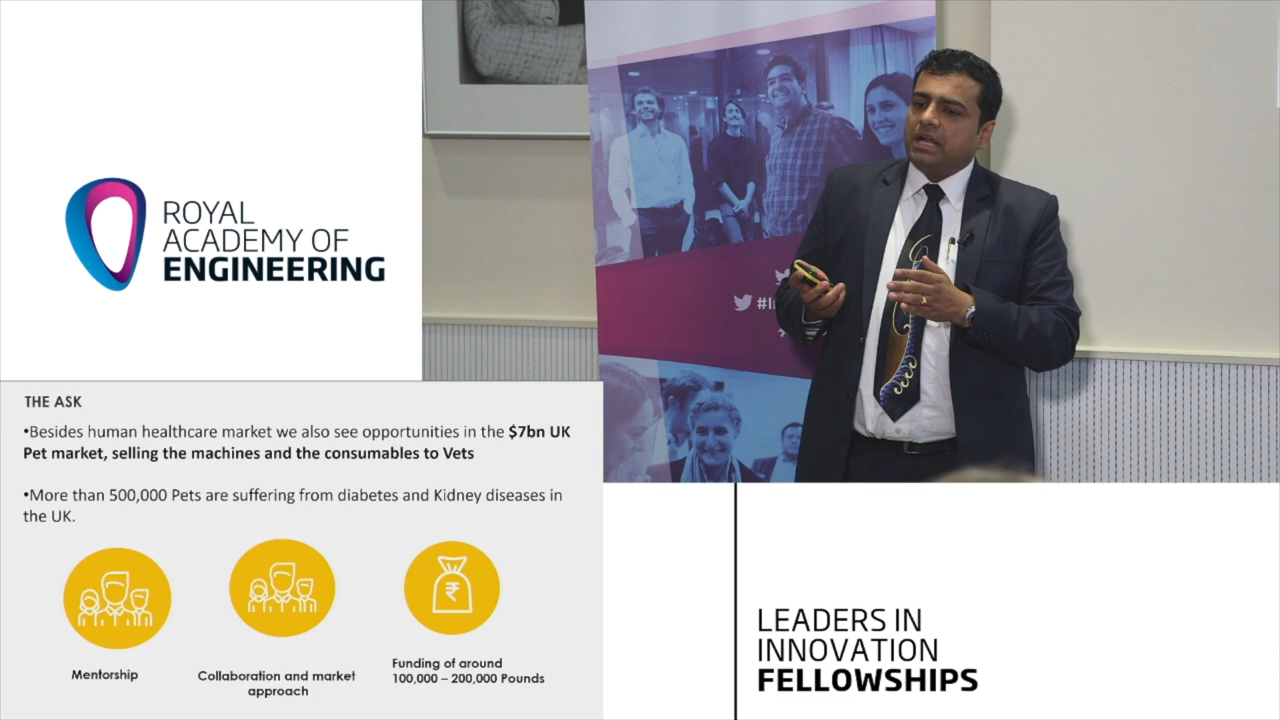 ROYAL
ACADEMY OF
ENGINEERING
THE ASK
•Besides human healthcare market we also see opportunities in the $7bn UK
Pet market, selling the machines and the consumables to Vets
•More than 500,000 Pets are suffering from diabetes and Kidney diseases in
the UK.
₹
Mentorship
Collaboration and market
approach
Funding of around
100,000 – 200,000 Pounds
LEADERS IN
INNOVATION
FELLOWSHIPS